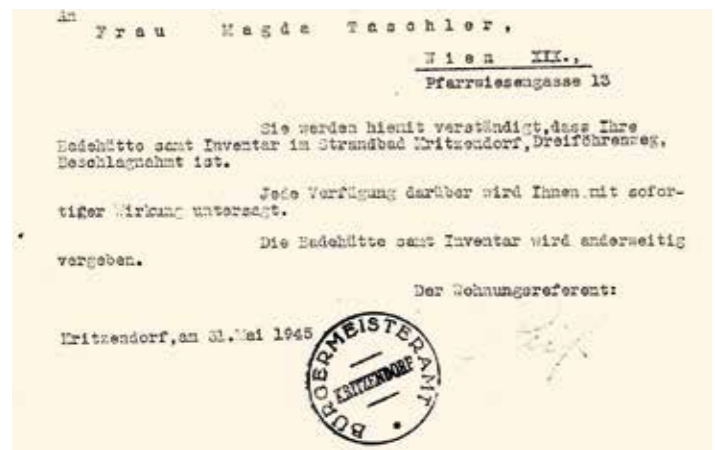 An
Frau Magda Taschler,
Wien XIX.,
Pfarrwiesengasse 13
Sie werden hiemit verständigt,dass Ihre
Badehütte samt Inventar im Strandbad Kritzendorf,Dreiföhrenweg,
Beschlagnahmt ist.
Jede Verfügung darüber wird Ihnen mit sofor-
tiger Wirkung untersagt.
Die Badehütte samt Inventar wird anderweitig
vergeben.
Der Wohnungsreferent:
Kritzendorf,am 31.Mai 1945
BÜRGERMEISTERAMT
KRITZENDORF